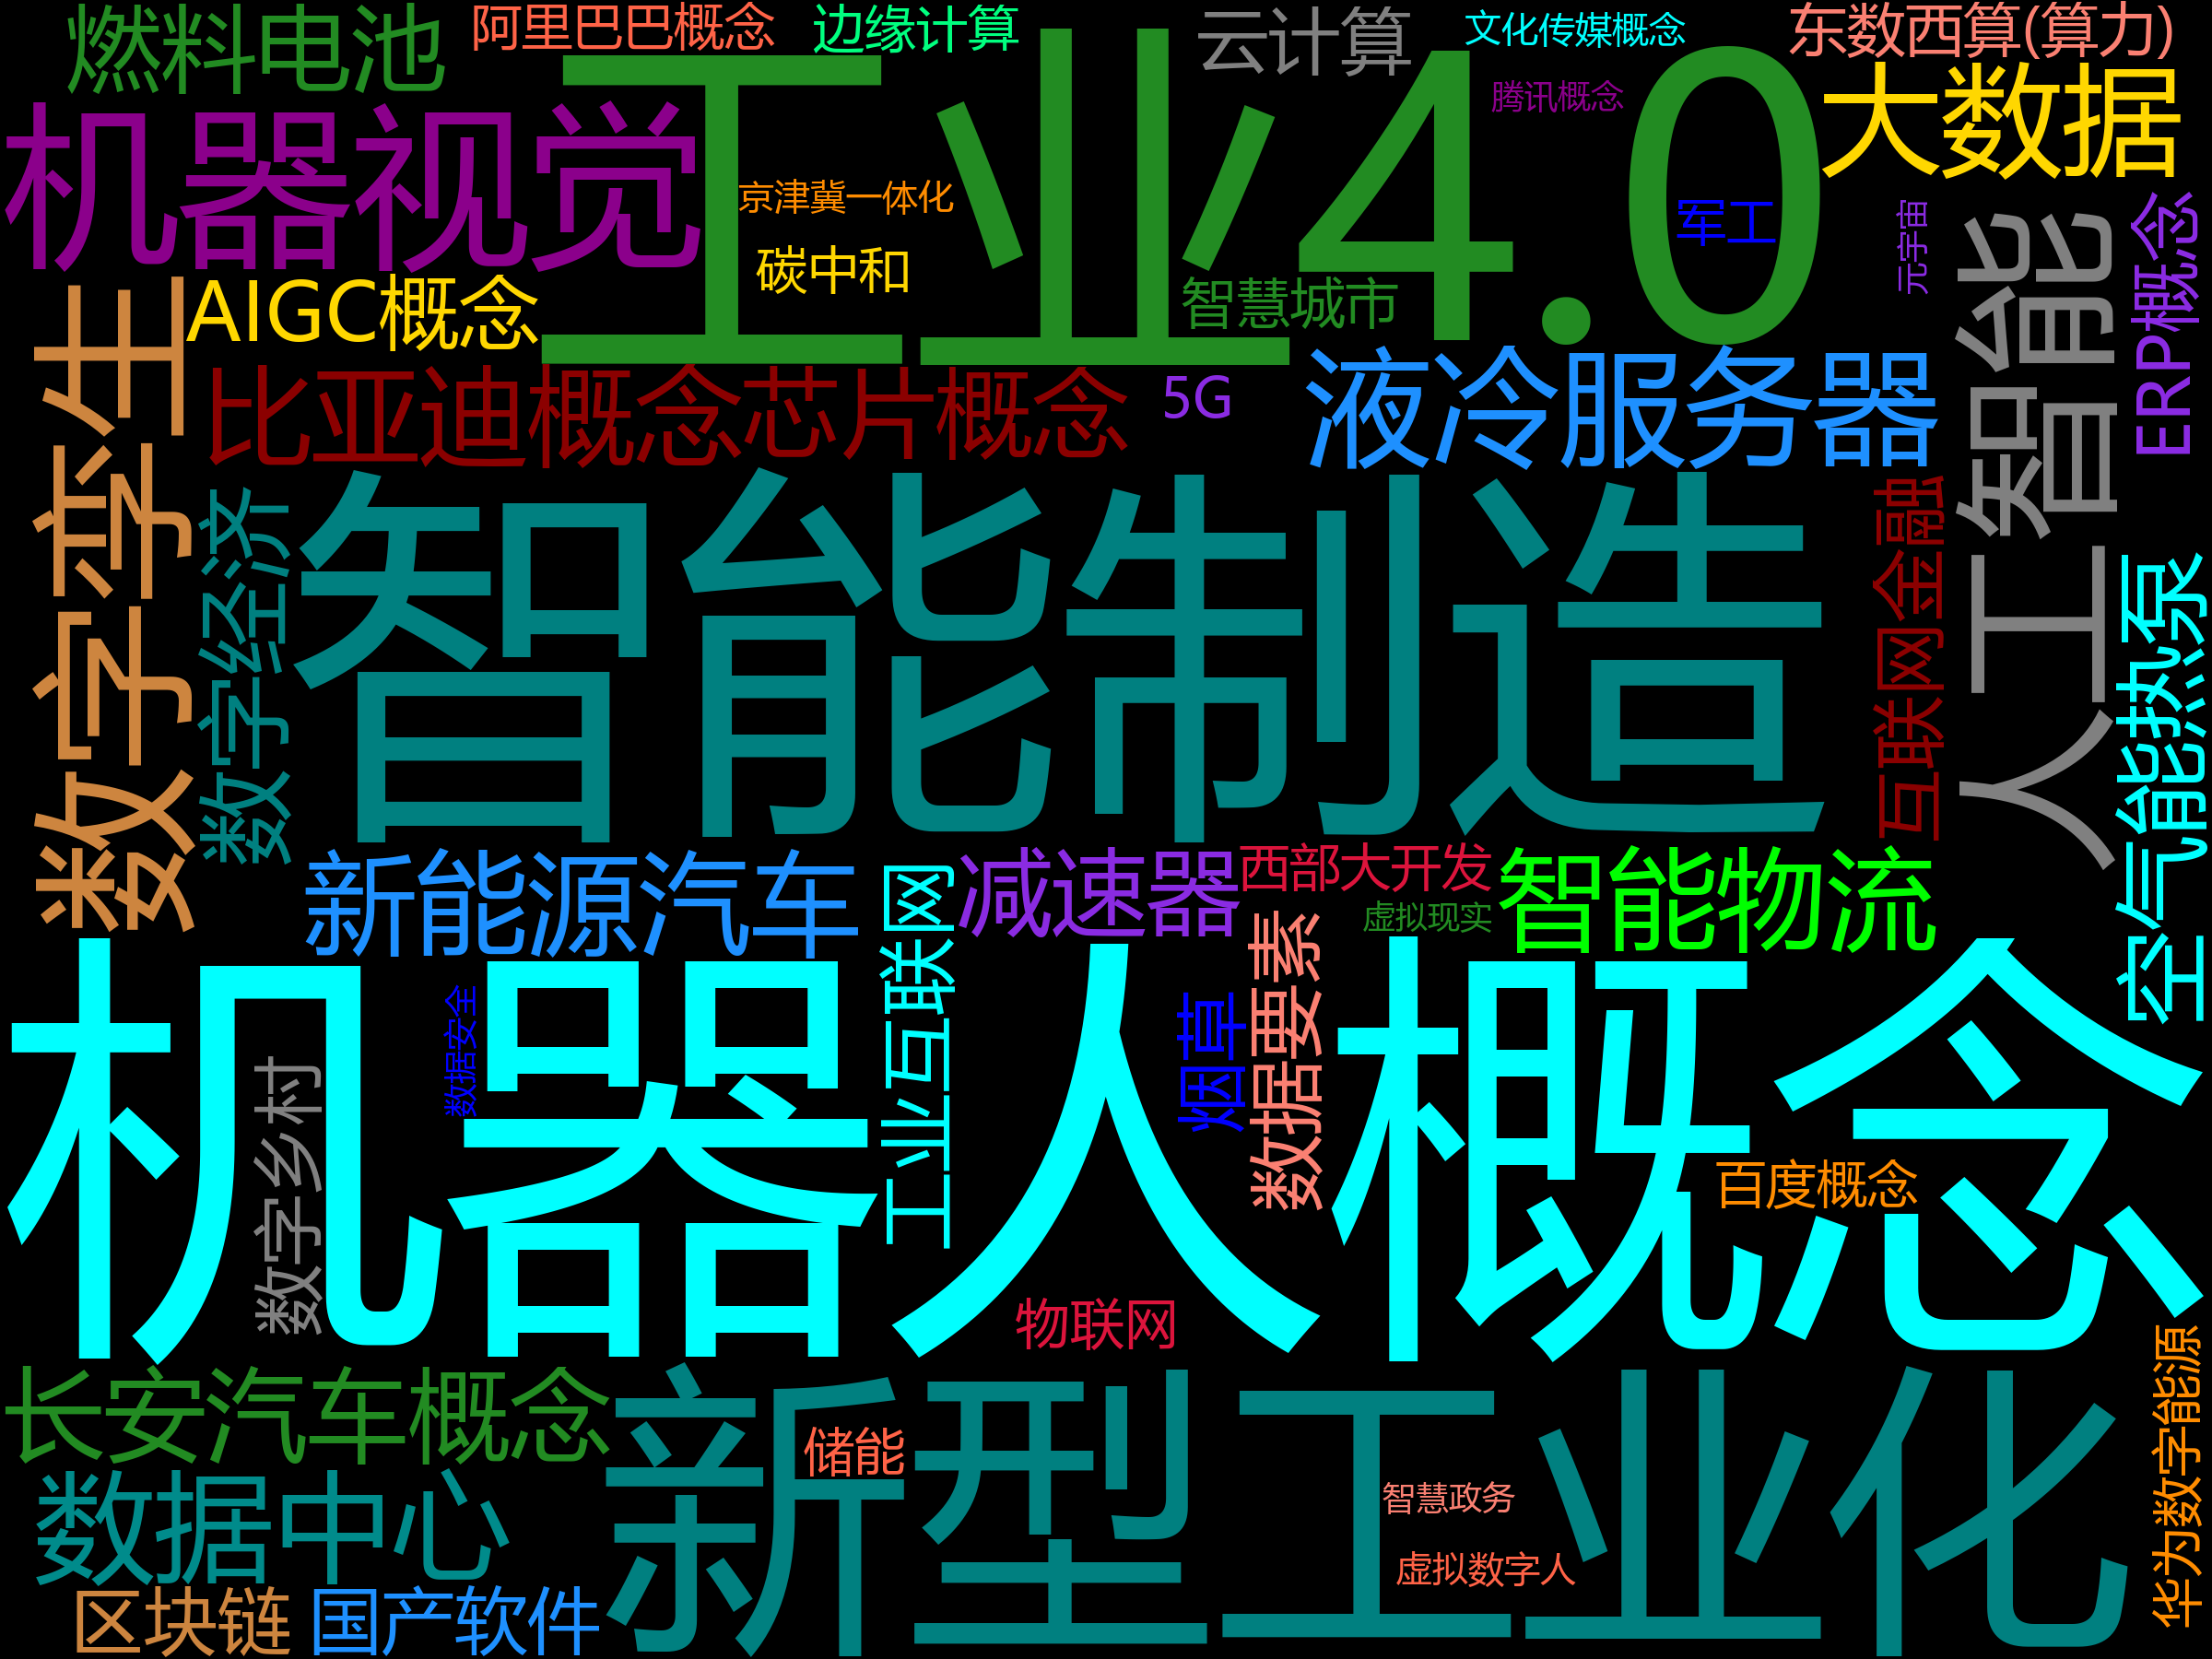 燃料电池
阿里巴巴概念
边缘计算
云计算
文化传媒概念
东数西算(算力)
工业4.0
腾讯概念
大数据
机器视觉
京津冀一体化
军工
元宇宙
人工智能
ERP概念
碳中和
智慧城市
AIGC概念
数字孪生
比亚迪概念
芯片概念
5G
液冷服务器
数字经济
智能制造
互联网金融
空气能热泵
新能源汽车
工业互联网
减速器
西部大开发
智能物流
虚拟现实
机器人概念
数据安全
烟草
数据要素
数字乡村
百度概念
物联网
长安汽车概念
新型工业化
储能
华为数字能源
数据中心
智慧政务
虚拟数字人
区块链
国产软件